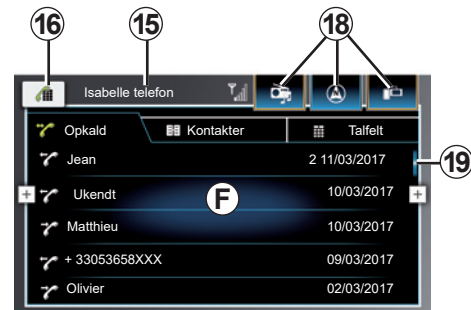 16 15 18
Isabelle telefon
Opkald Kontakter Talfelt
Jean 2 11/03/2017
19
Ukendt 10/03/2017
F
Matthieu 10/03/2017
+ 33053658XXX 09/03/2017
Olivier 02/03/2017